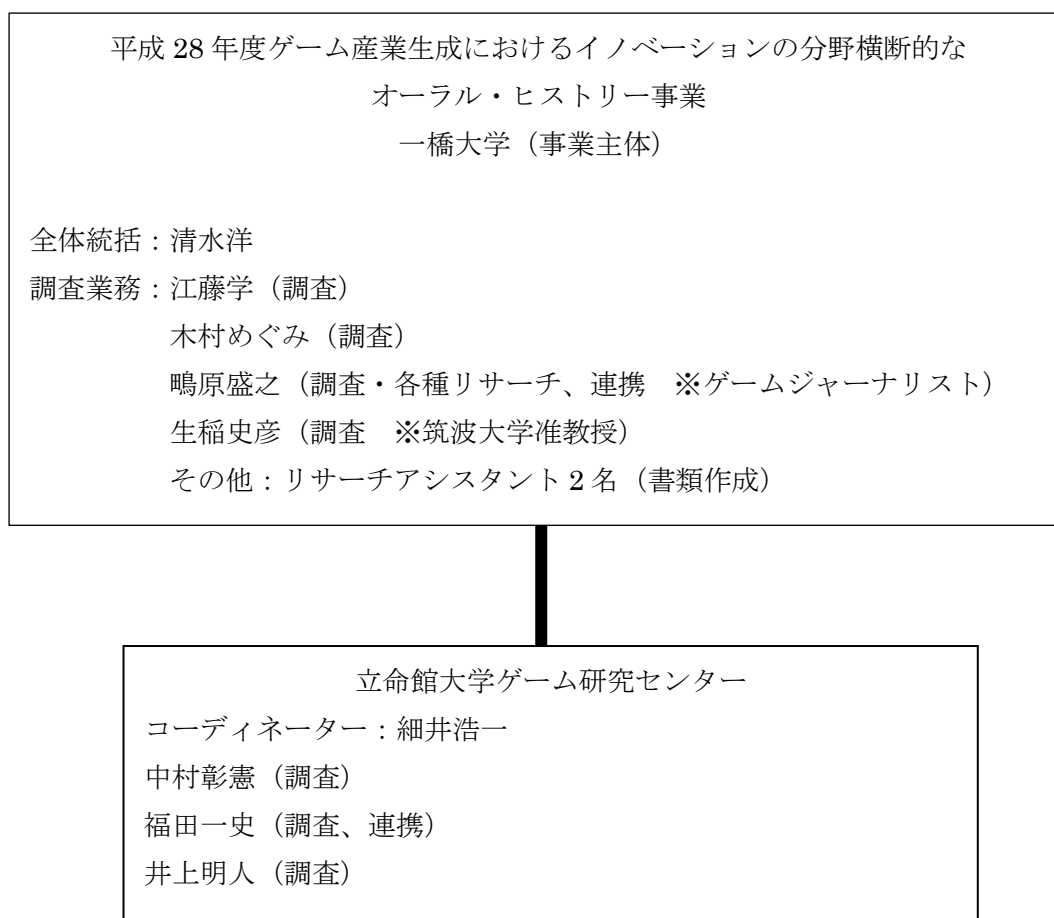 平成 28 年度ゲーム産業生成におけるイノベーションの分野横断的な
オーラル・ヒストリー事業
一橋大学（事業主体）
全体統括：清水洋
調査業務：江藤学（調査）
木村めぐみ（調査）
鴫原盛之（調査・各種リサーチ、連携　※ゲームジャーナリスト）
生稲史彦（調査　※筑波大学准教授）
その他：リサーチアシスタント 2 名（書類作成）
立命館大学ゲーム研究センター
コーディネーター：細井浩一
中村彰憲（調査）
福田一史（調査、連携）
井上明人（調査）